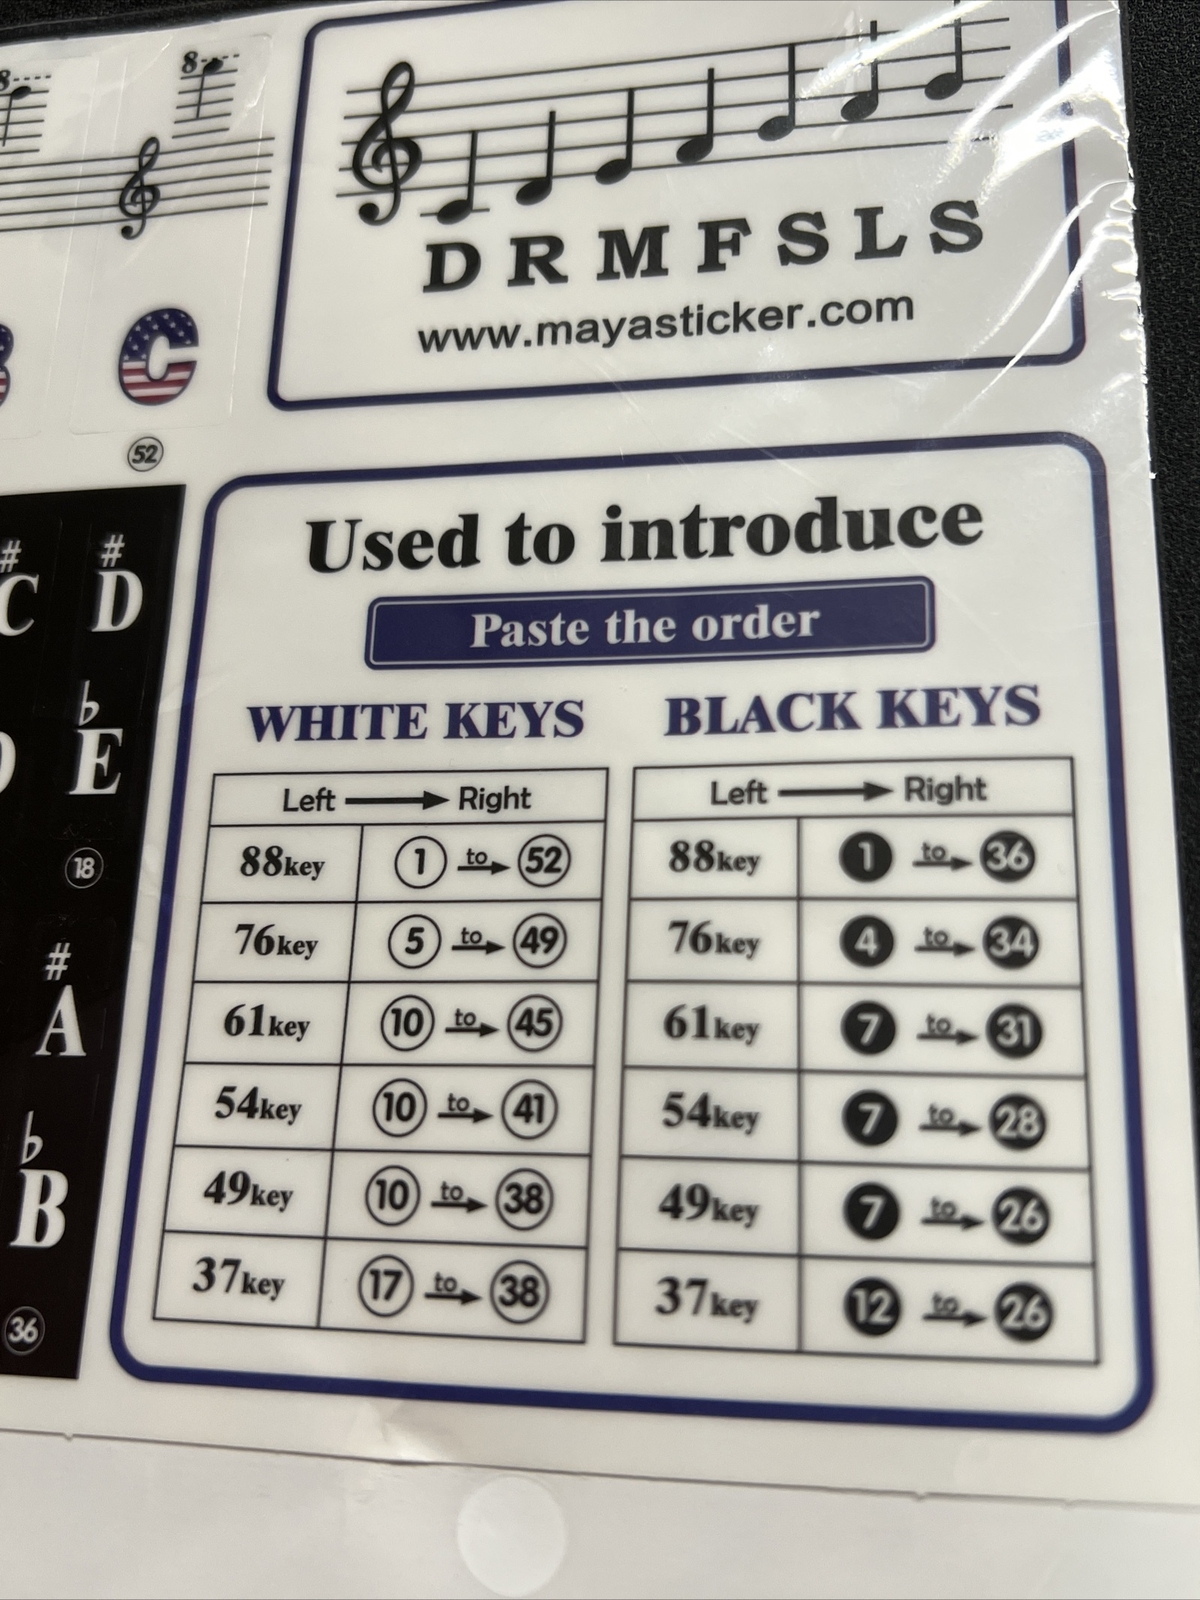 8
8
D R M F S L S
www.mayasticker.com
C
52
Used to introduce
Paste the order
WHITE KEYS
BLACK KEYS
Left → Right
88key 1 to 52
76key 5 to 49
61key 10 to 45
54key 10 to 41
49key 10 to 38
37key 17 to 38
Left → Right
88key 1 to 36
76key 4 to 34
61key 7 to 31
54key 7 to 28
49key 7 to 26
37key 12 to 26
# #
C D
♭
E
18
#
A
♭
B
36